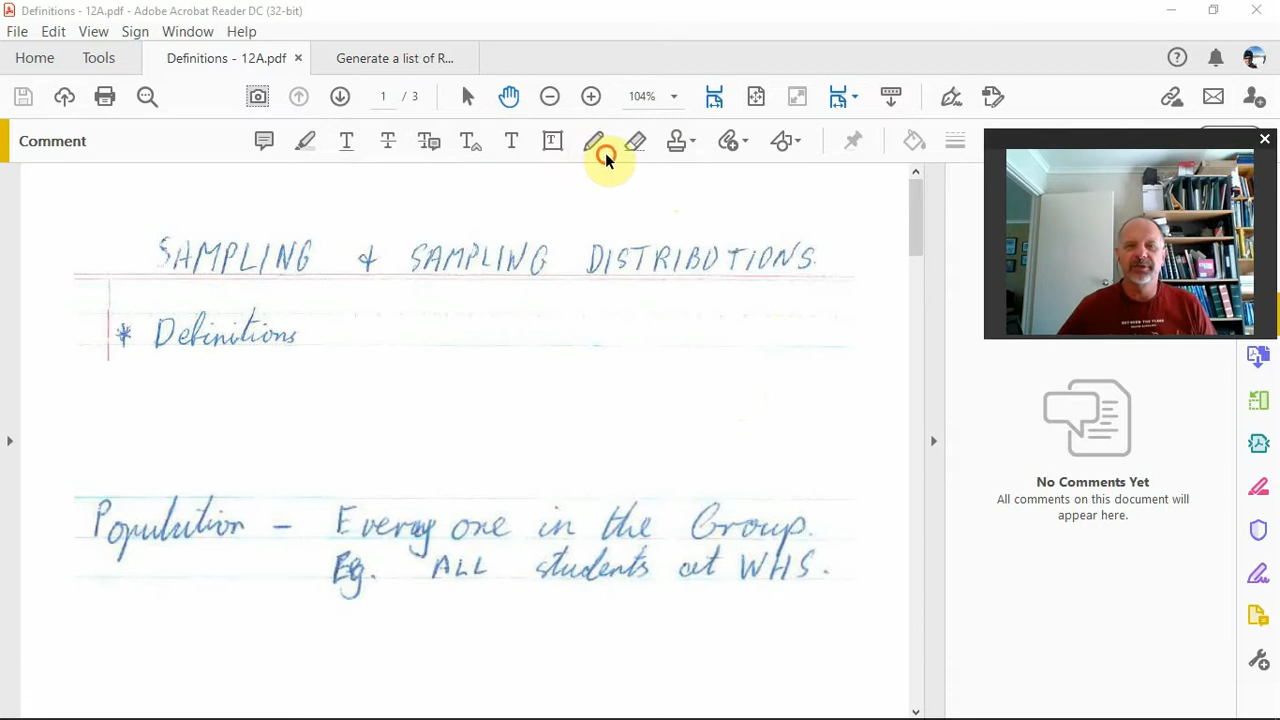 Definitions - 12A.pdf - Adobe Acrobat Reader DC (32-bit)
File Edit View Sign Window Help
Home Tools Definitions - 12A.pdf × Generate a list of R...
1 / 3 104%
Comment
SAMPLING & SAMPLING DISTRIBUTIONS.
* Definitions
Population - Every one in the Group.
Eg. ALL students at WHS.
No Comments Yet
All comments on this document will
appear here.